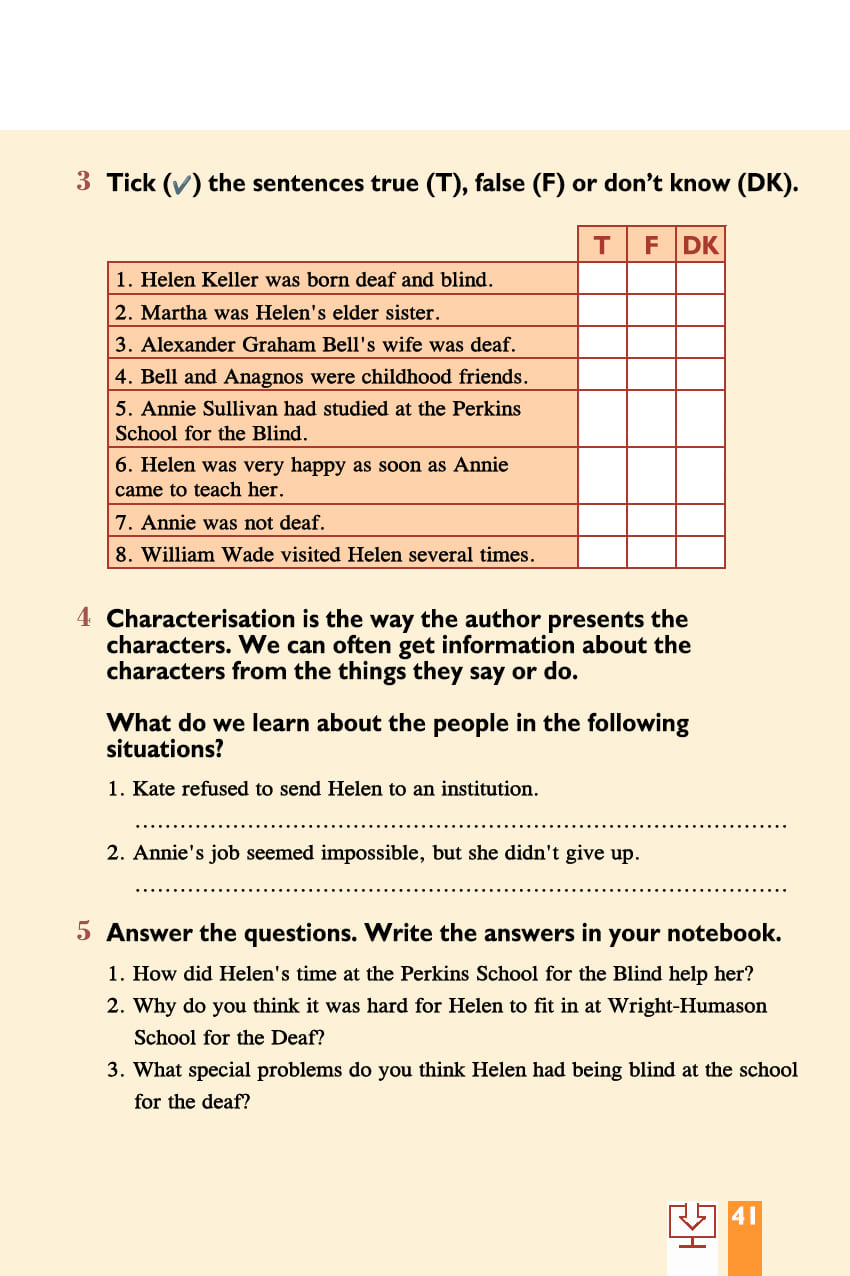 3 Tick (✓) the sentences true (T), false (F) or don't know (DK).
T F DK
1. Helen Keller was born deaf and blind.
2. Martha was Helen's elder sister.
3. Alexander Graham Bell's wife was deaf.
4. Bell and Anagnos were childhood friends.
5. Annie Sullivan had studied at the Perkins
School for the Blind.
6. Helen was very happy as soon as Annie
came to teach her.
7. Annie was not deaf.
8. William Wade visited Helen several times.
4 Characterisation is the way the author presents the
characters. We can often get information about the
characters from the things they say or do.
What do we learn about the people in the following
situations?
1. Kate refused to send Helen to an institution.
..........................................................................................
2. Annie's job seemed impossible, but she didn't give up.
..........................................................................................
5 Answer the questions. Write the answers in your notebook.
1. How did Helen's time at the Perkins School for the Blind help her?
2. Why do you think it was hard for Helen to fit in at Wright-Humason
School for the Deaf?
3. What special problems do you think Helen had being blind at the school
for the deaf?
41